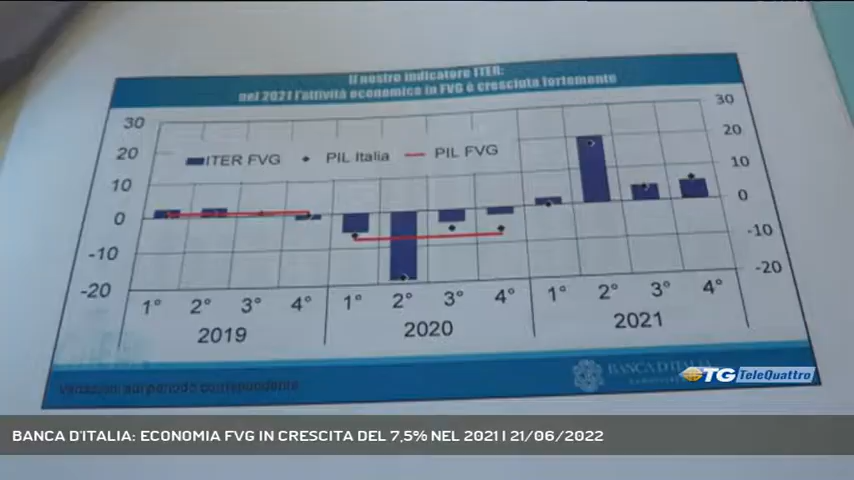 Il nostro indicatore ITER:
nel 2021 l'attività economica in FVG è cresciuta fortemente
30 30
20 20
ITER FVG PIL Italia PIL FVG
10 10
0 0
-10 -10
-20 -20
1° 2° 3° 4° 1° 2° 3° 4° 1° 2° 3° 4°
2019 2020 2021
Variazioni sul periodo corrispondente
BANCA D'ITALIA
TG TeleQuattro
BANCA D'ITALIA: ECONOMIA FVG IN CRESCITA DEL 7,5% NEL 2021 | 21/06/2022